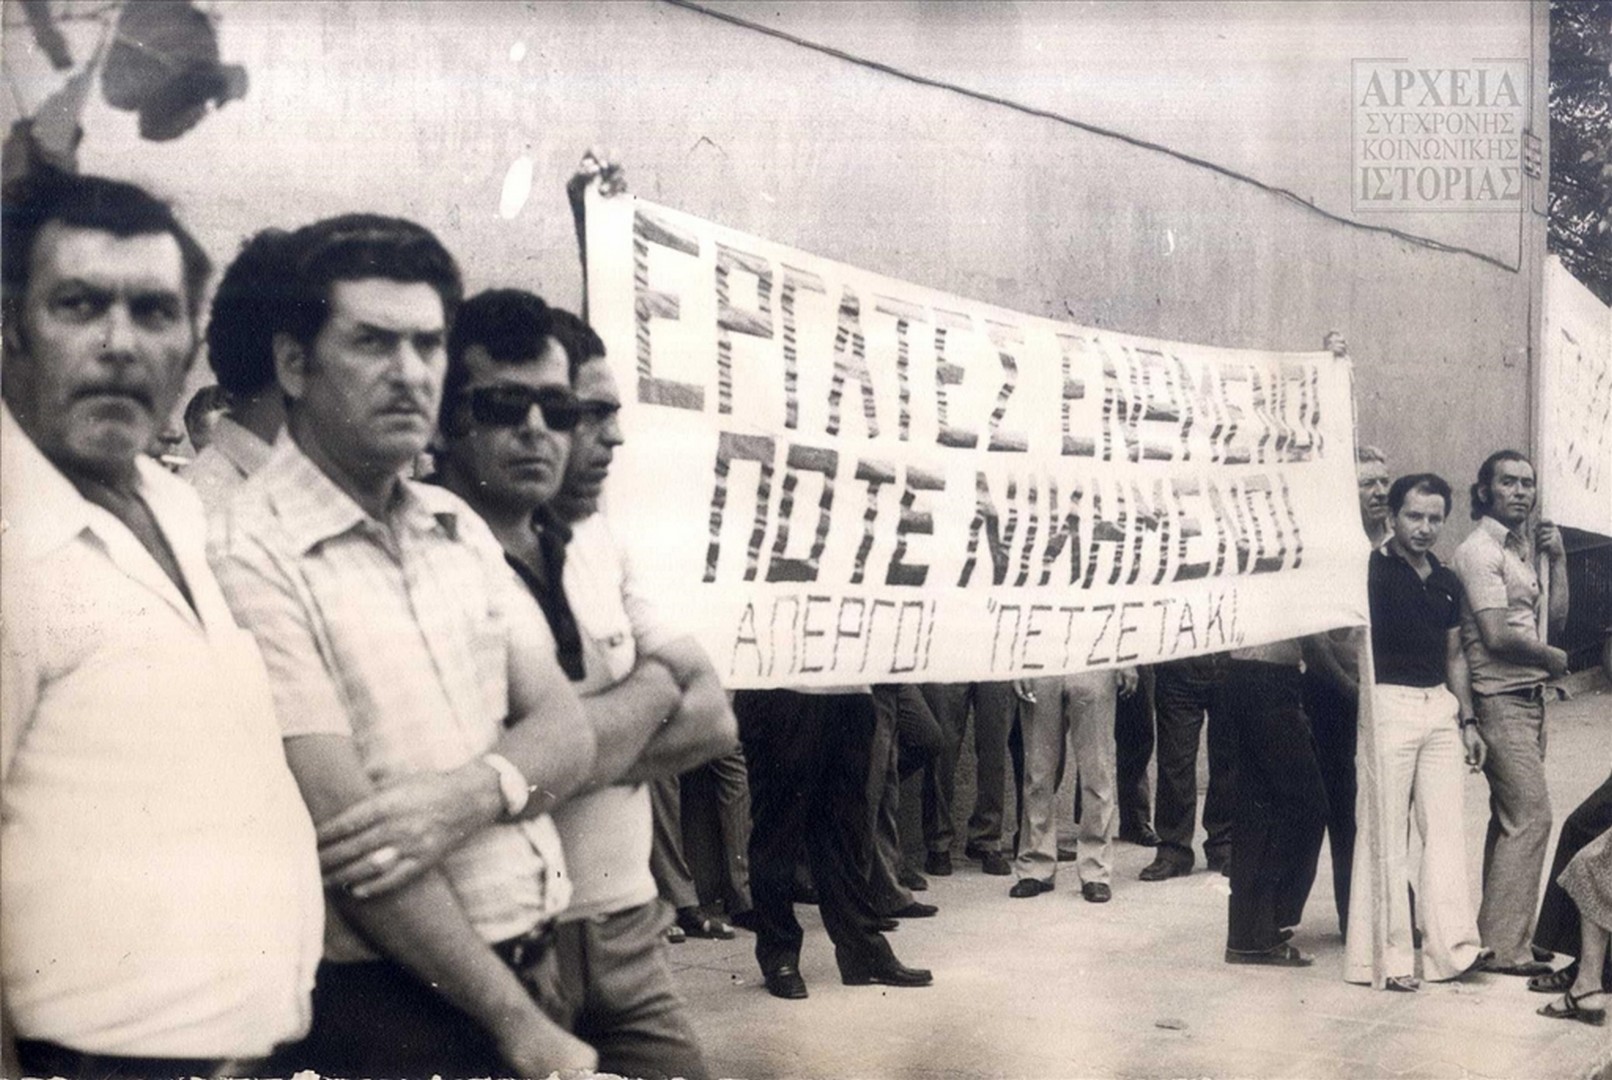 ΑΡΧΕΙΑ
ΣΥΓΧΡΟΝΗΣ
ΚΟΙΝΩΝΙΚΗΣ
ΙΣΤΟΡΙΑΣ
ΕΡΓΑΤΕΣ ΕΝΩΜΕΝΟΙ
ΠΟΤΕ ΝΙΚΗΜΕΝΟΙ
ΑΠΕΡΓΟΙ "ΠΕΤΖΕΤΑΚΙ„